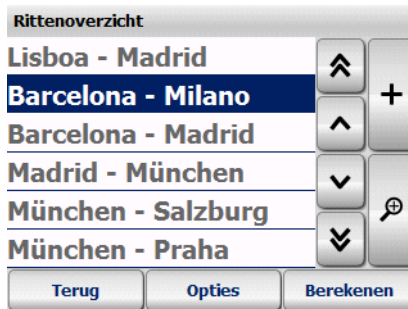 Rittenoverzicht
Lisboa - Madrid
Barcelona - Milano
Barcelona - Madrid
Madrid - München
München - Salzburg
München - Praha
Terug Opties Berekenen